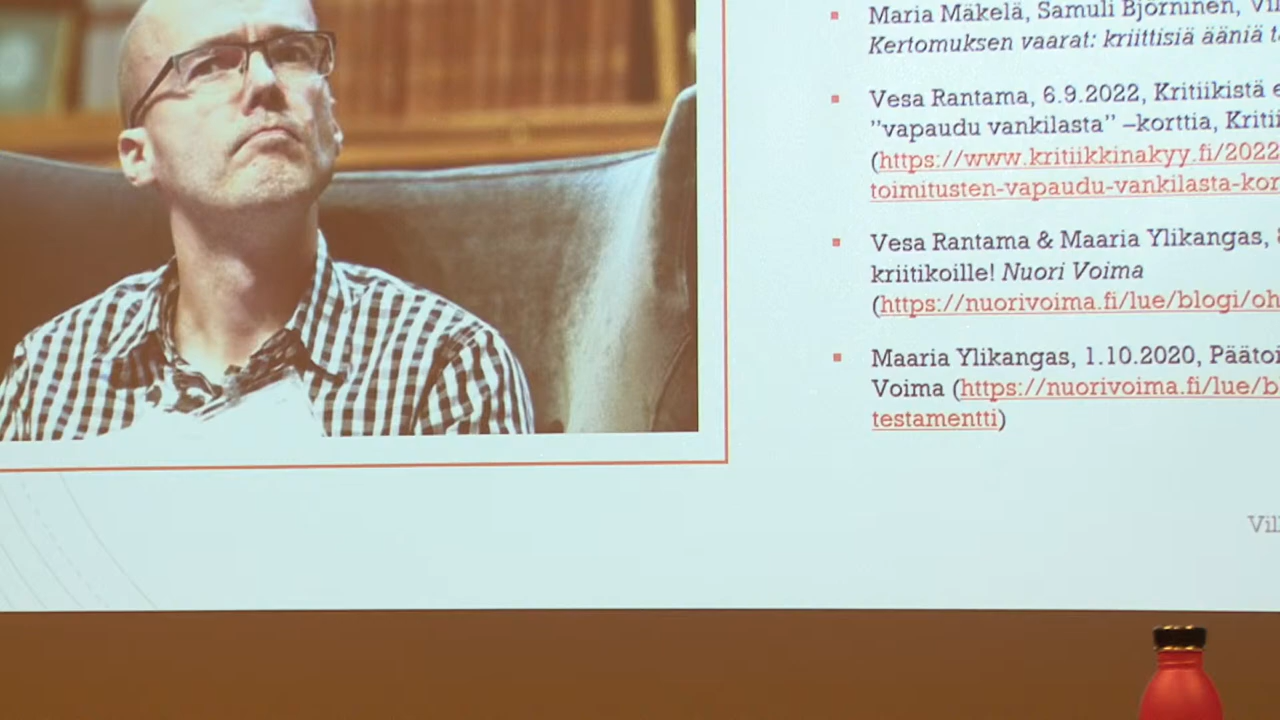 Maria Mäkelä, Samuli Björninen,
Kertomuksen vaarat: kriittisiä ääniä
Vesa Rantama, 6.9.2022, Kritiikistä
"vapaudu vankilasta" –korttia,
(https://www.kritiikkinakyy.fi/2022
toimitusten-vapaudu-vankilasta-kor
Vesa Rantama & Maaria Ylikangas,
kriitikoille! Nuori Voima
(https://nuorivoima.fi/lue/blogi/oh
Maaria Ylikangas, 1.10.2020,
Voima (https://nuorivoima.fi/lue/b
testamentti)